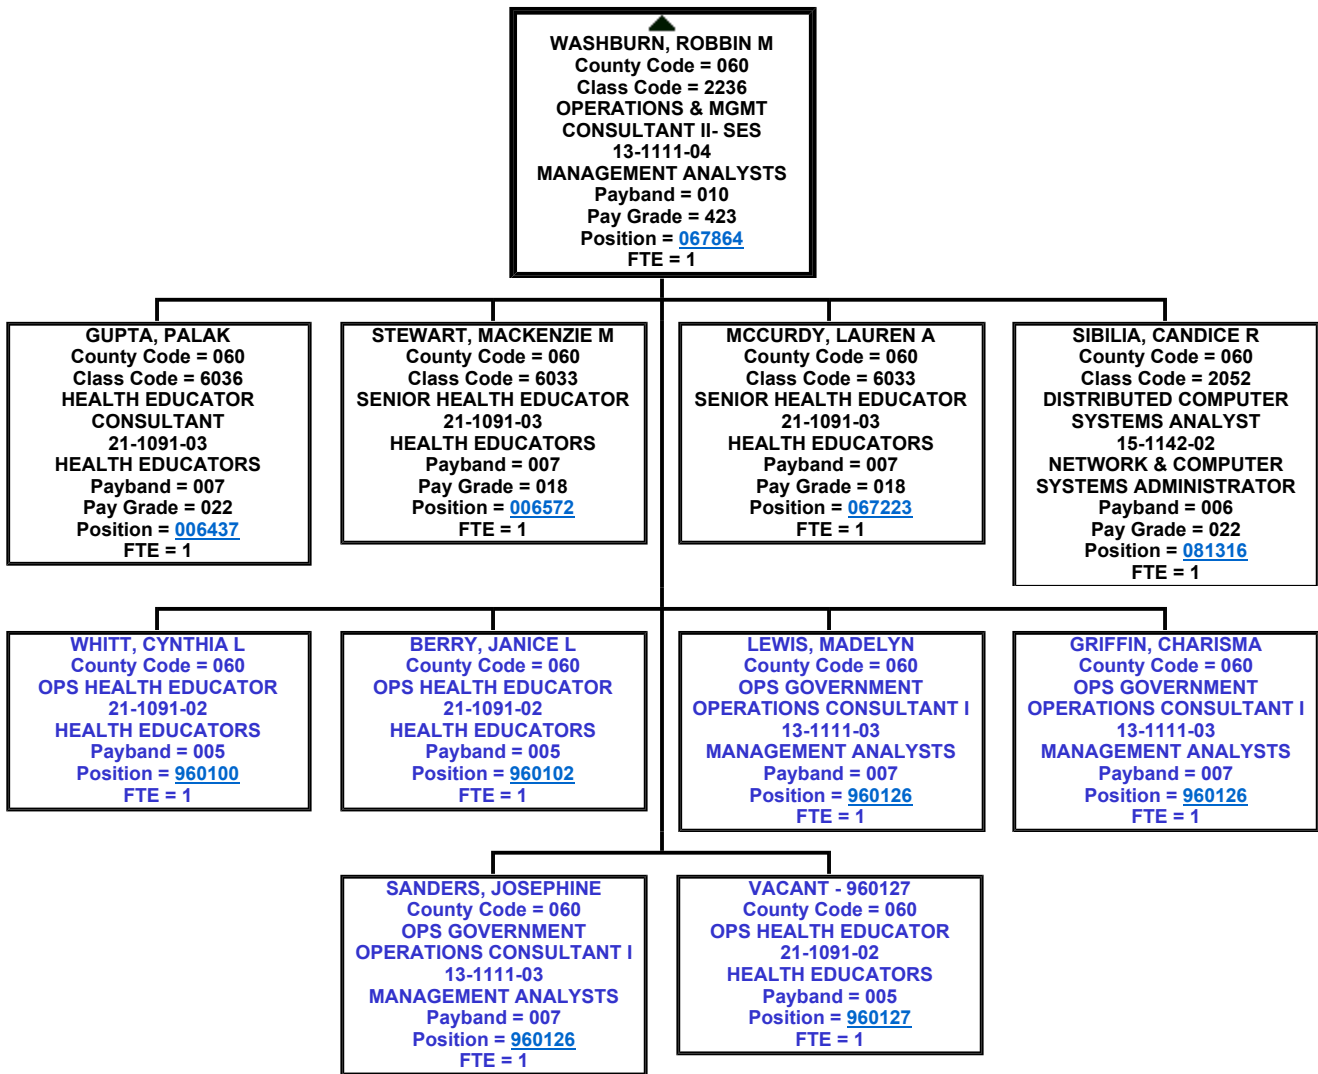 WASHBURN, ROBBIN M
County Code = 060
Class Code = 2236
OPERATIONS & MGMT
CONSULTANT II- SES
13-1111-04
MANAGEMENT ANALYSTS
Payband = 010
Pay Grade = 423
Position = 067864
FTE = 1
GUPTA, PALAK
County Code = 060
Class Code = 6036
HEALTH EDUCATOR
CONSULTANT
21-1091-03
HEALTH EDUCATORS
Payband = 007
Pay Grade = 022
Position = 006437
FTE = 1
STEWART, MACKENZIE M
County Code = 060
Class Code = 6033
SENIOR HEALTH EDUCATOR
21-1091-03
HEALTH EDUCATORS
Payband = 007
Pay Grade = 018
Position = 006572
FTE = 1
MCCURDY, LAUREN A
County Code = 060
Class Code = 6033
SENIOR HEALTH EDUCATOR
21-1091-03
HEALTH EDUCATORS
Payband = 007
Pay Grade = 018
Position = 067223
FTE = 1
SIBILIA, CANDICE R
County Code = 060
Class Code = 2052
DISTRIBUTED COMPUTER
SYSTEMS ANALYST
15-1142-02
NETWORK & COMPUTER
SYSTEMS ADMINISTRATOR
Payband = 006
Pay Grade = 022
Position = 081316
FTE = 1
WHITT, CYNTHIA L
County Code = 060
OPS HEALTH EDUCATOR
21-1091-02
HEALTH EDUCATORS
Payband = 005
Position = 960100
FTE = 1
BERRY, JANICE L
County Code = 060
OPS HEALTH EDUCATOR
21-1091-02
HEALTH EDUCATORS
Payband = 005
Position = 960102
FTE = 1
LEWIS, MADELYN
County Code = 060
OPS GOVERNMENT
OPERATIONS CONSULTANT I
13-1111-03
MANAGEMENT ANALYSTS
Payband = 007
Position = 960126
FTE = 1
GRIFFIN, CHARISMA
County Code = 060
OPS GOVERNMENT
OPERATIONS CONSULTANT I
13-1111-03
MANAGEMENT ANALYSTS
Payband = 007
Position = 960126
FTE = 1
SANDERS, JOSEPHINE
County Code = 060
OPS GOVERNMENT
OPERATIONS CONSULTANT I
13-1111-03
MANAGEMENT ANALYSTS
Payband = 007
Position = 960126
FTE = 1
VACANT - 960127
County Code = 060
OPS HEALTH EDUCATOR
21-1091-02
HEALTH EDUCATORS
Payband = 005
Position = 960127
FTE = 1